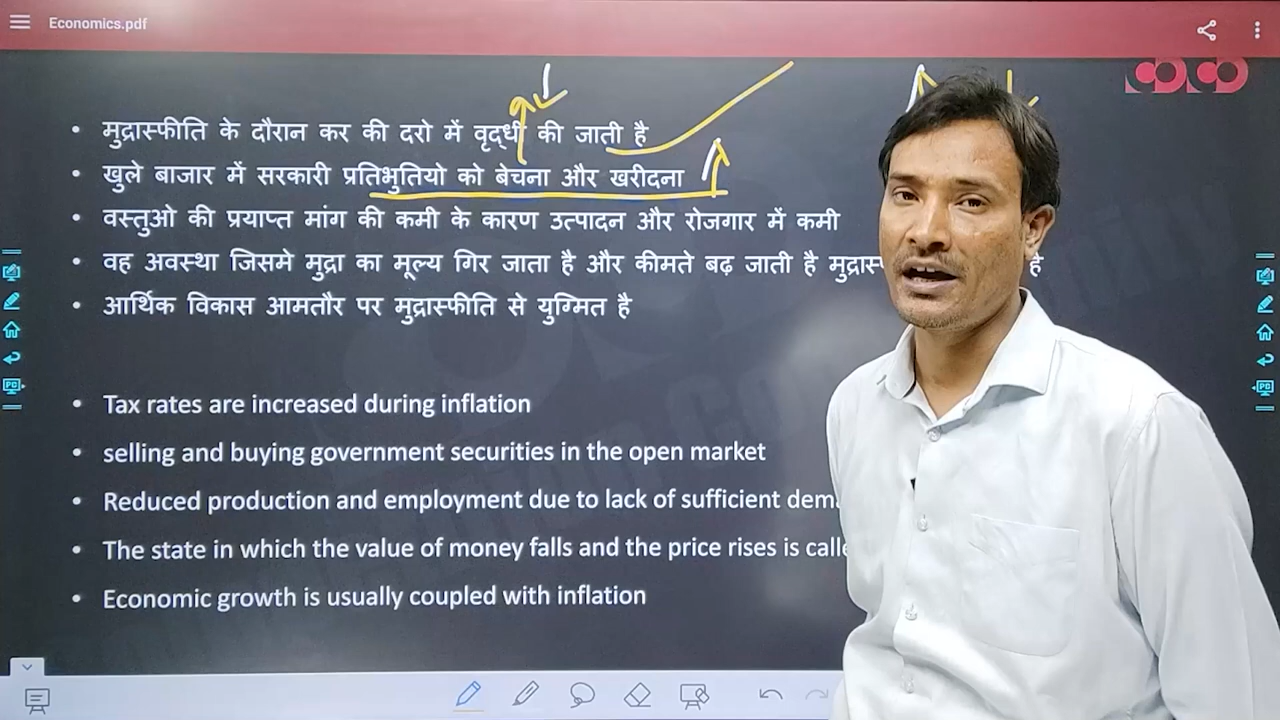 Economics.pdf
मुद्रास्फीति के दौरान कर की दरो में वृद्धी की जाती है
खुले बाजार में सरकारी प्रतिभुतियो को बेचना और खरीदना
वस्तुओ की प्रयाप्त मांग की कमी के कारण उत्पादन और रोजगार में कमी
वह अवस्था जिसमे मुद्रा का मूल्य गिर जाता है और कीमते बढ़ जाती है है
आर्थिक विकास आमतौर पर मुद्रास्फीति से युग्मित है
Tax rates are increased during inflation
selling and buying government securities in the open market
Reduced production and employment due to lack of sufficient
The state in which the value of money falls and the price rises is
Economic growth is usually coupled with inflation